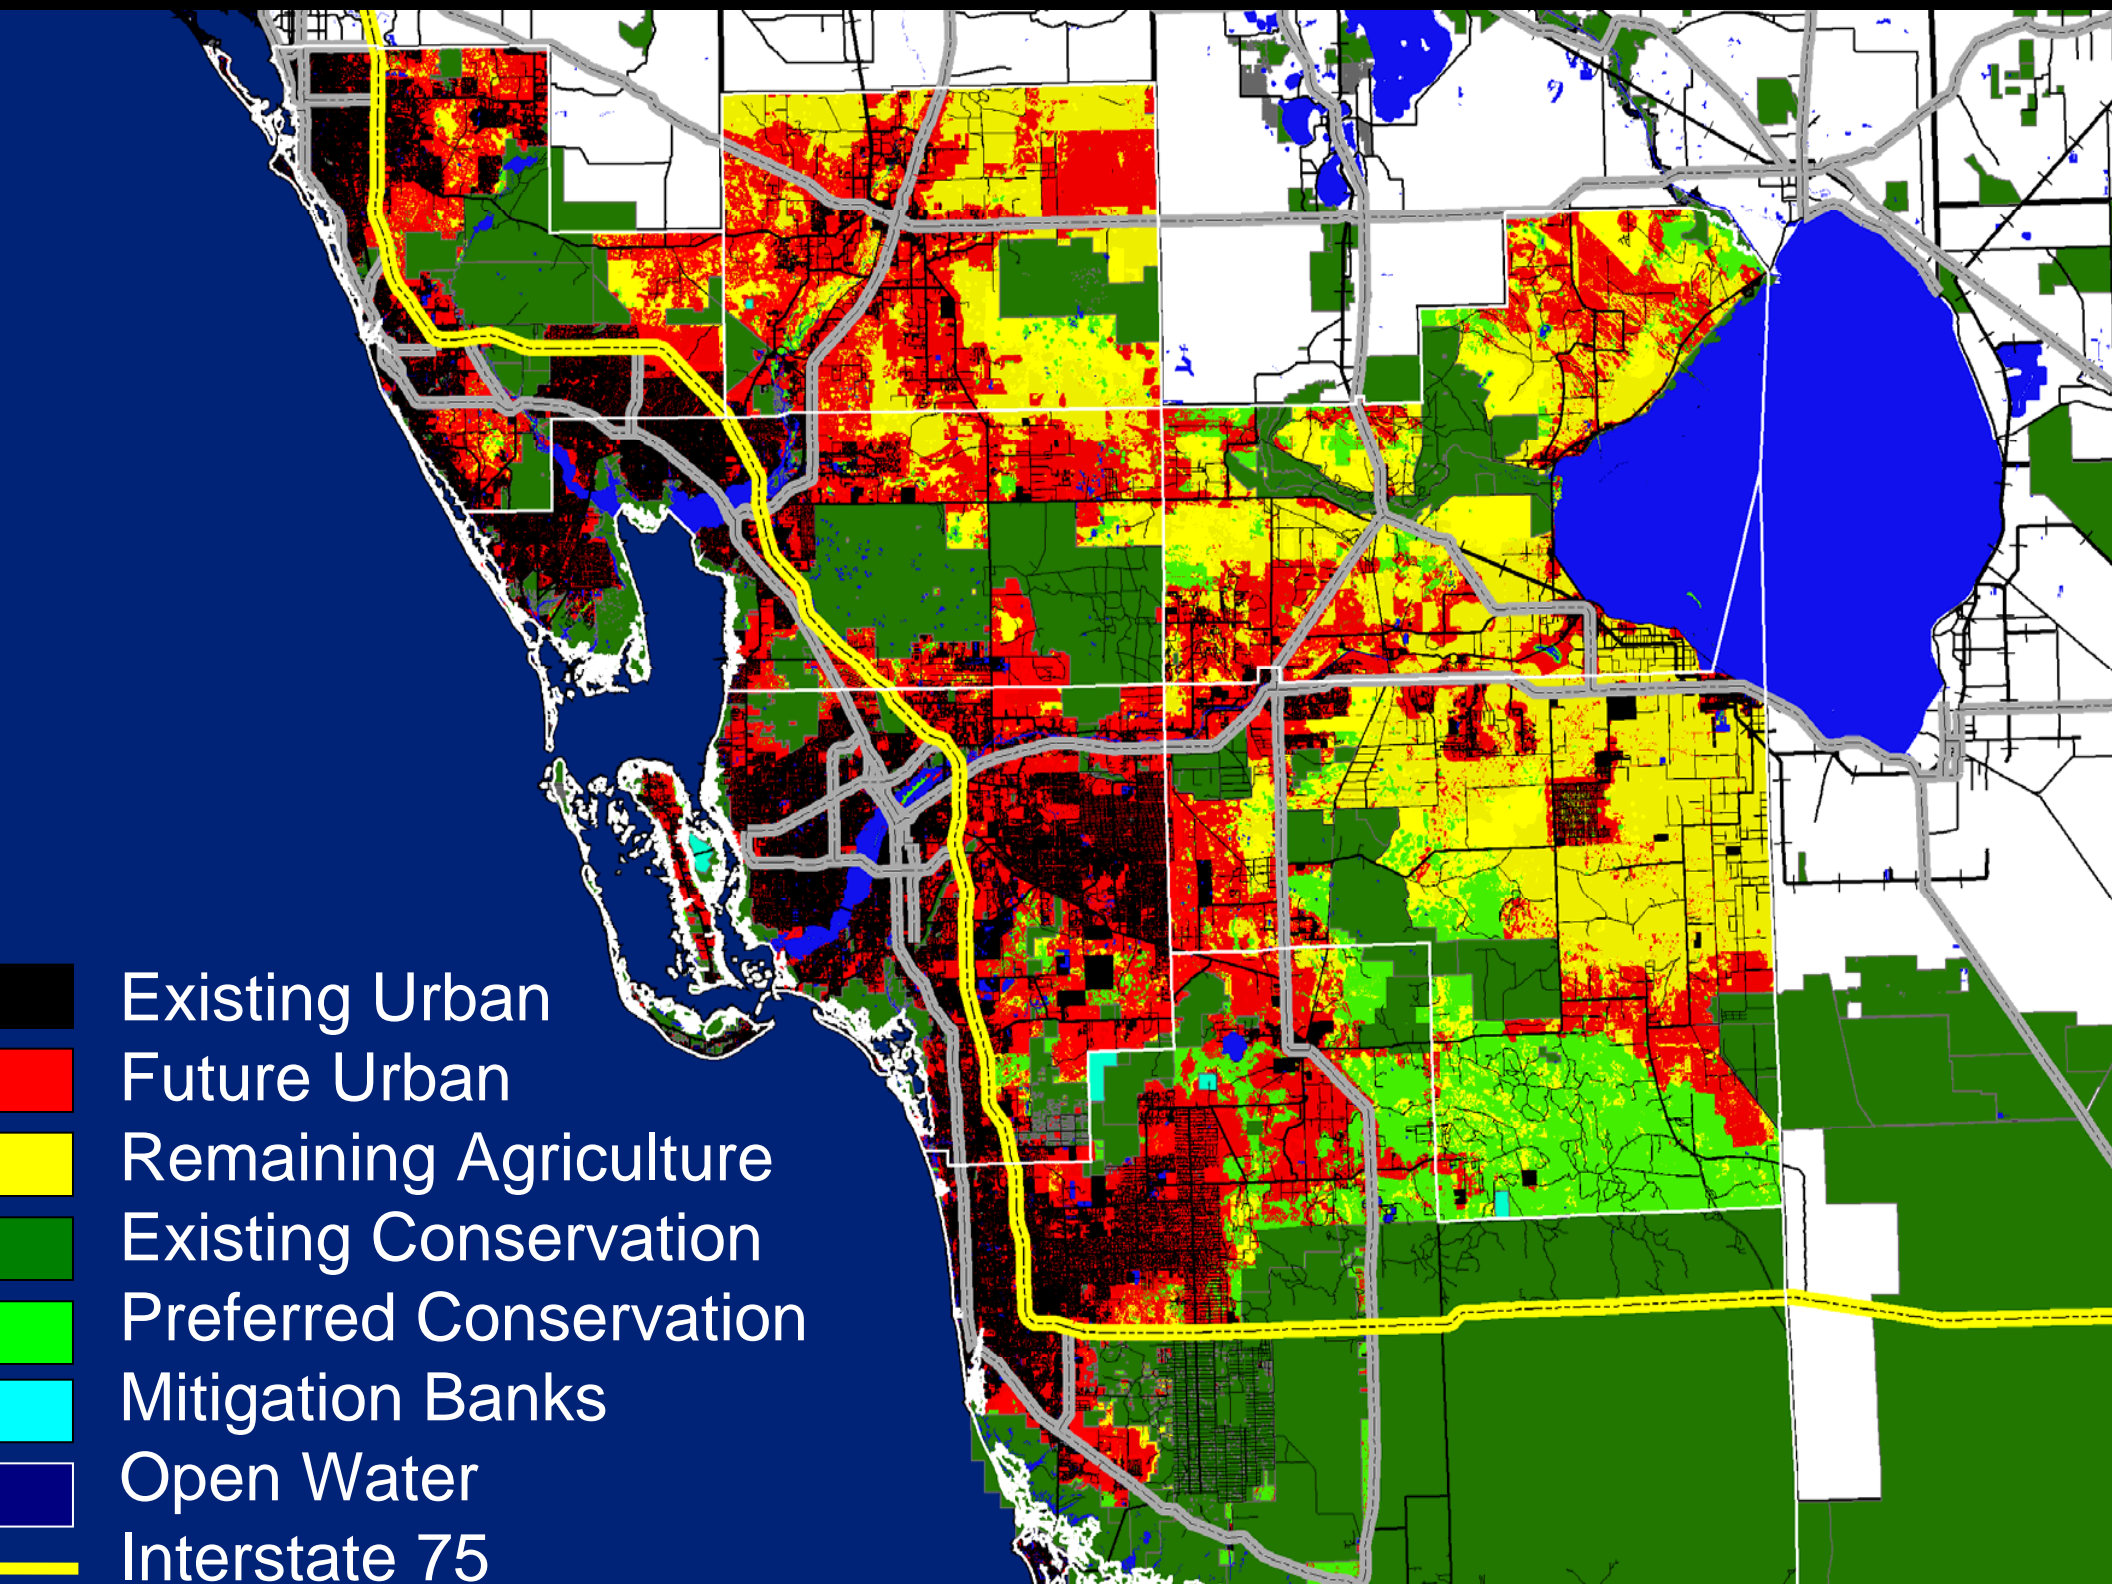 Existing Urban
Future Urban
Remaining Agriculture
Existing Conservation
Preferred Conservation
Mitigation Banks
Open Water
Interstate 75